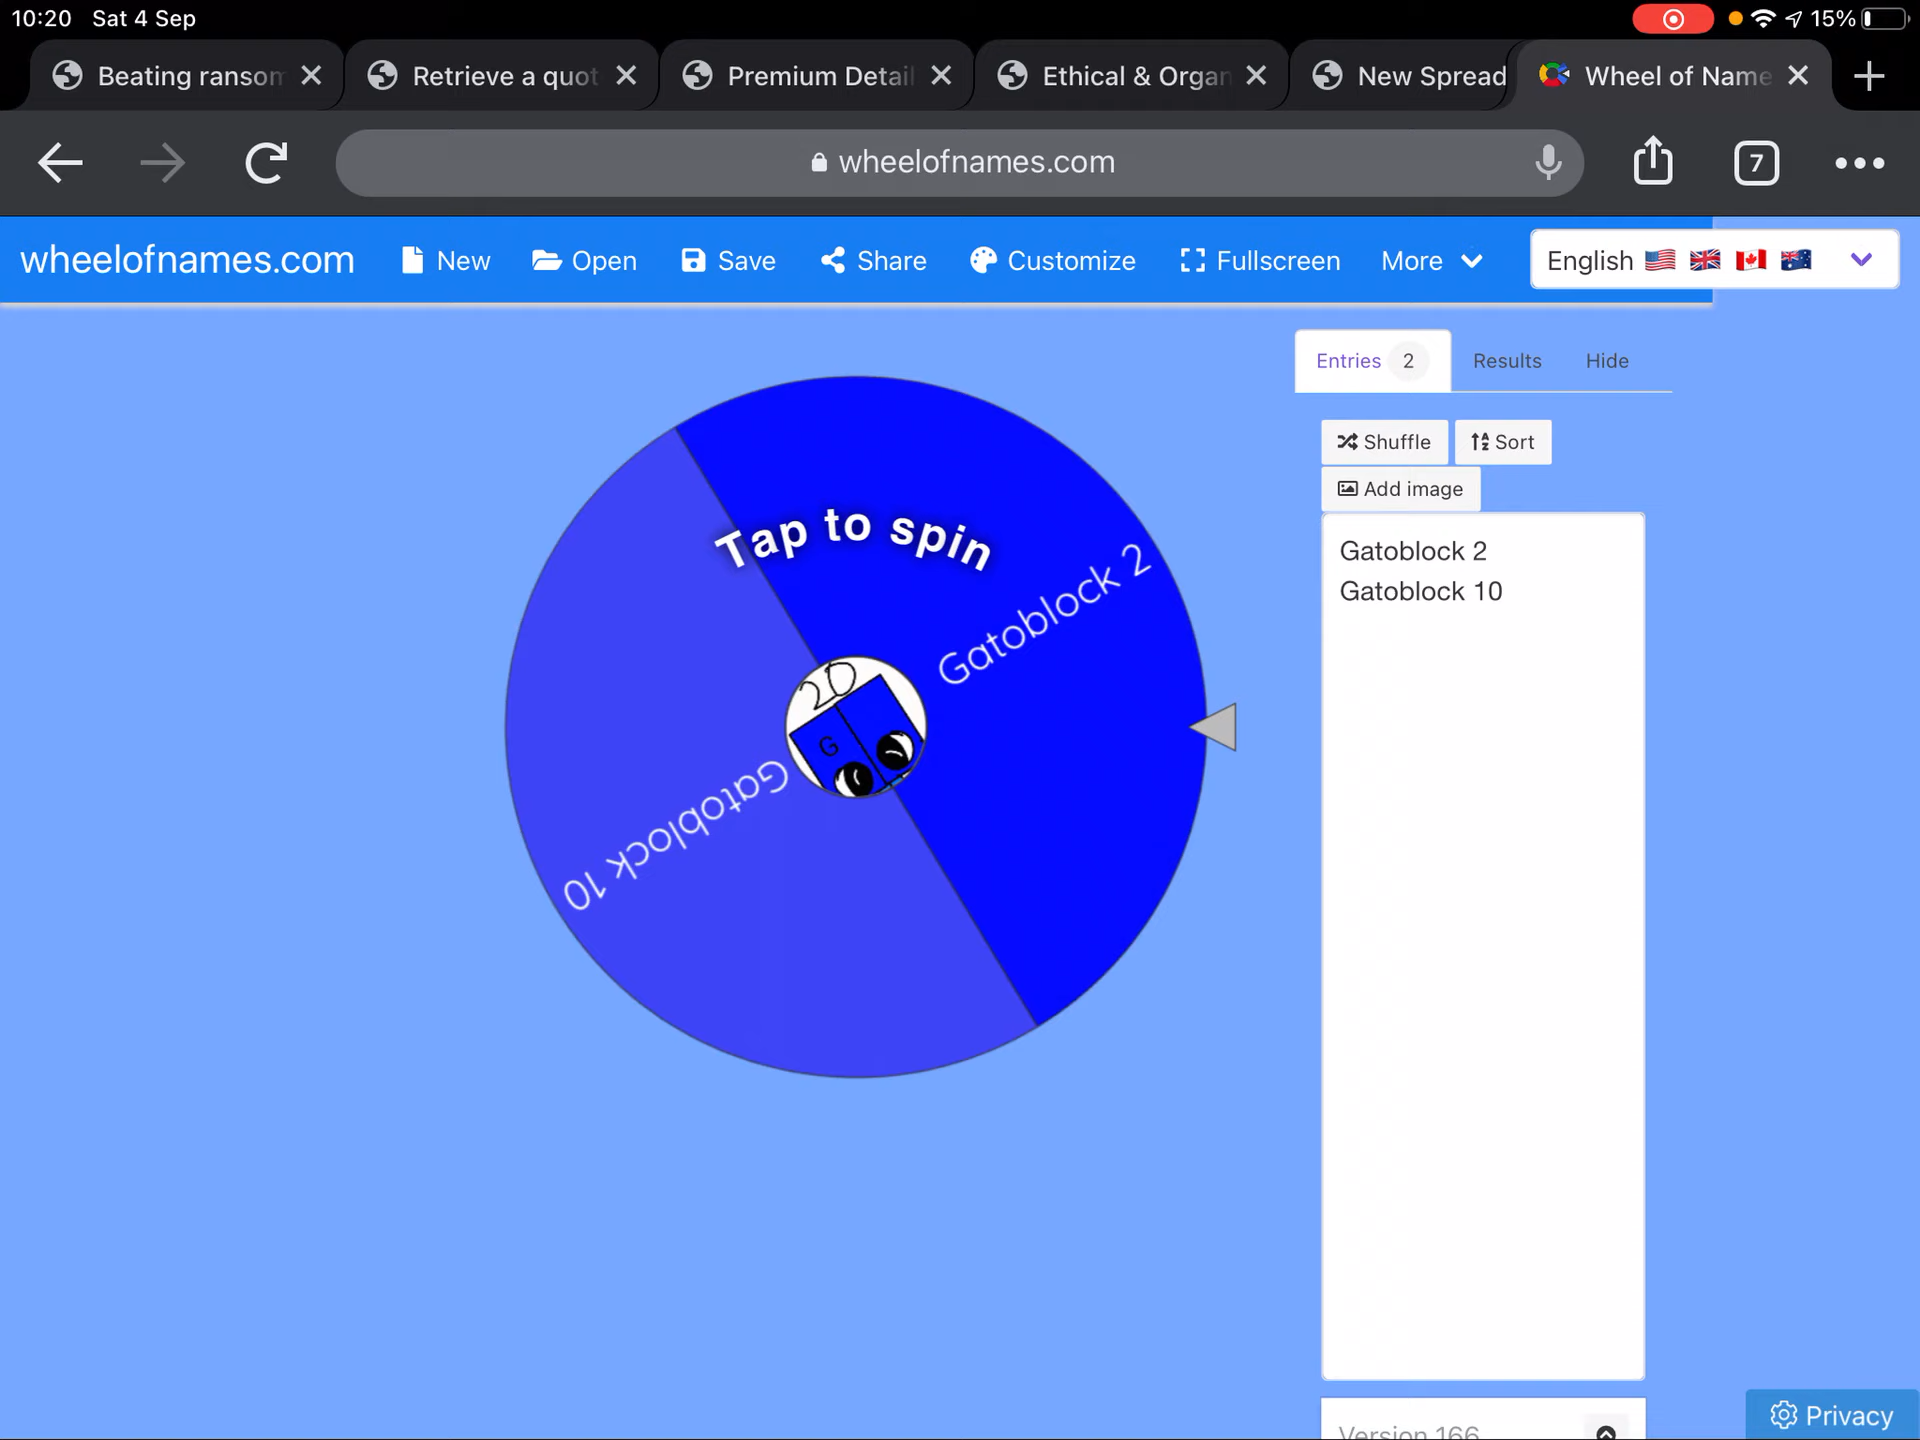 10:20 Sat 4 Sep 15%
Beating ransom Retrieve a quot Premium Detail Ethical & Organ New Spread Wheel of Name
wheelofnames.com 7
wheelofnames.com New Open Save Share Customize Fullscreen More English
Entries 2 Results Hide
Shuffle Sort
Add image
Gatoblock 2
Gatoblock 10
Tap to spin
Gatoblock 2
20
G
Gatoblock 10
Version 166
Privacy